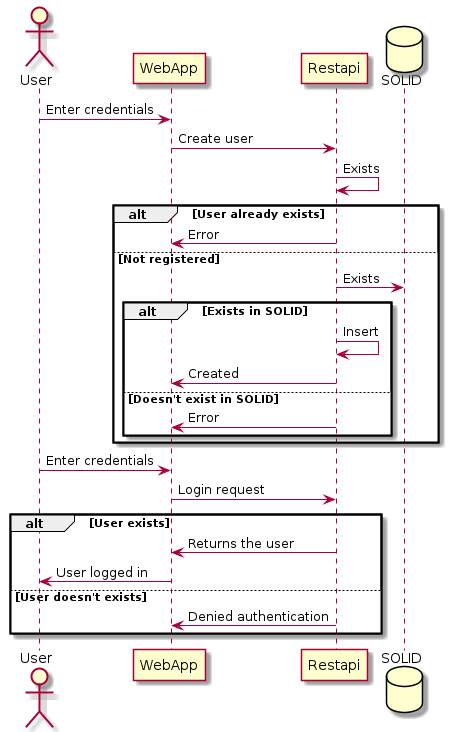 User
WebApp
Restapi
SOLID
Enter credentials
Create user
Exists
alt [User already exists]
Error
[Not registered]
Exists
alt [Exists in SOLID]
Insert
Created
[Doesn't exist in SOLID]
Error
Enter credentials
Login request
alt [User exists]
Returns the user
User logged in
[User doesn't exists]
Denied authentication
User
WebApp
Restapi
SOLID